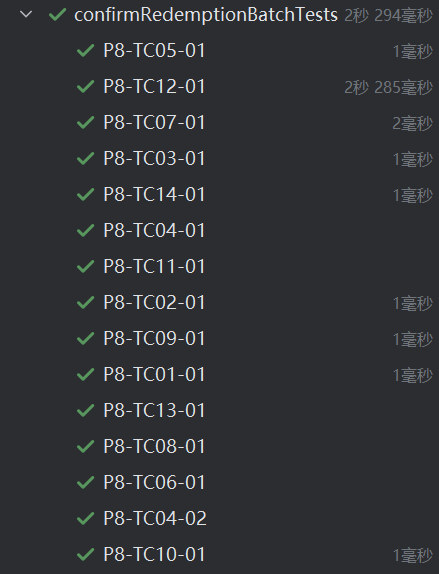 confirmRedemptionBatchTests 2秒 294毫秒
P8-TC05-01 1毫秒
P8-TC12-01 2秒 285毫秒
P8-TC07-01 2毫秒
P8-TC03-01 1毫秒
P8-TC14-01 1毫秒
P8-TC04-01
P8-TC11-01
P8-TC02-01 1毫秒
P8-TC09-01 1毫秒
P8-TC01-01 1毫秒
P8-TC13-01
P8-TC08-01
P8-TC06-01
P8-TC04-02
P8-TC10-01 1毫秒